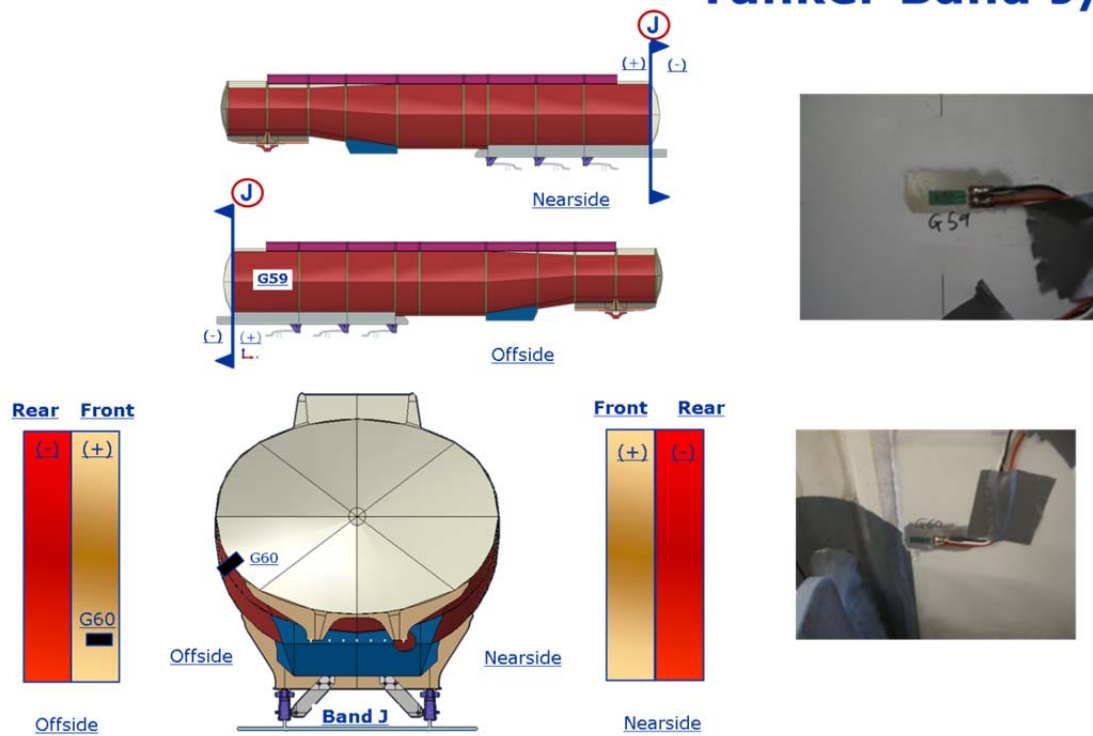 Tanker Band J/
J
(+) (-)
Nearside
J
G59
(-) (+)
Offside
G59
Rear Front
(-) (+)
G60
Offside
G60
Offside
Nearside
Band J
Front Rear
(+) (-)
Nearside
G60